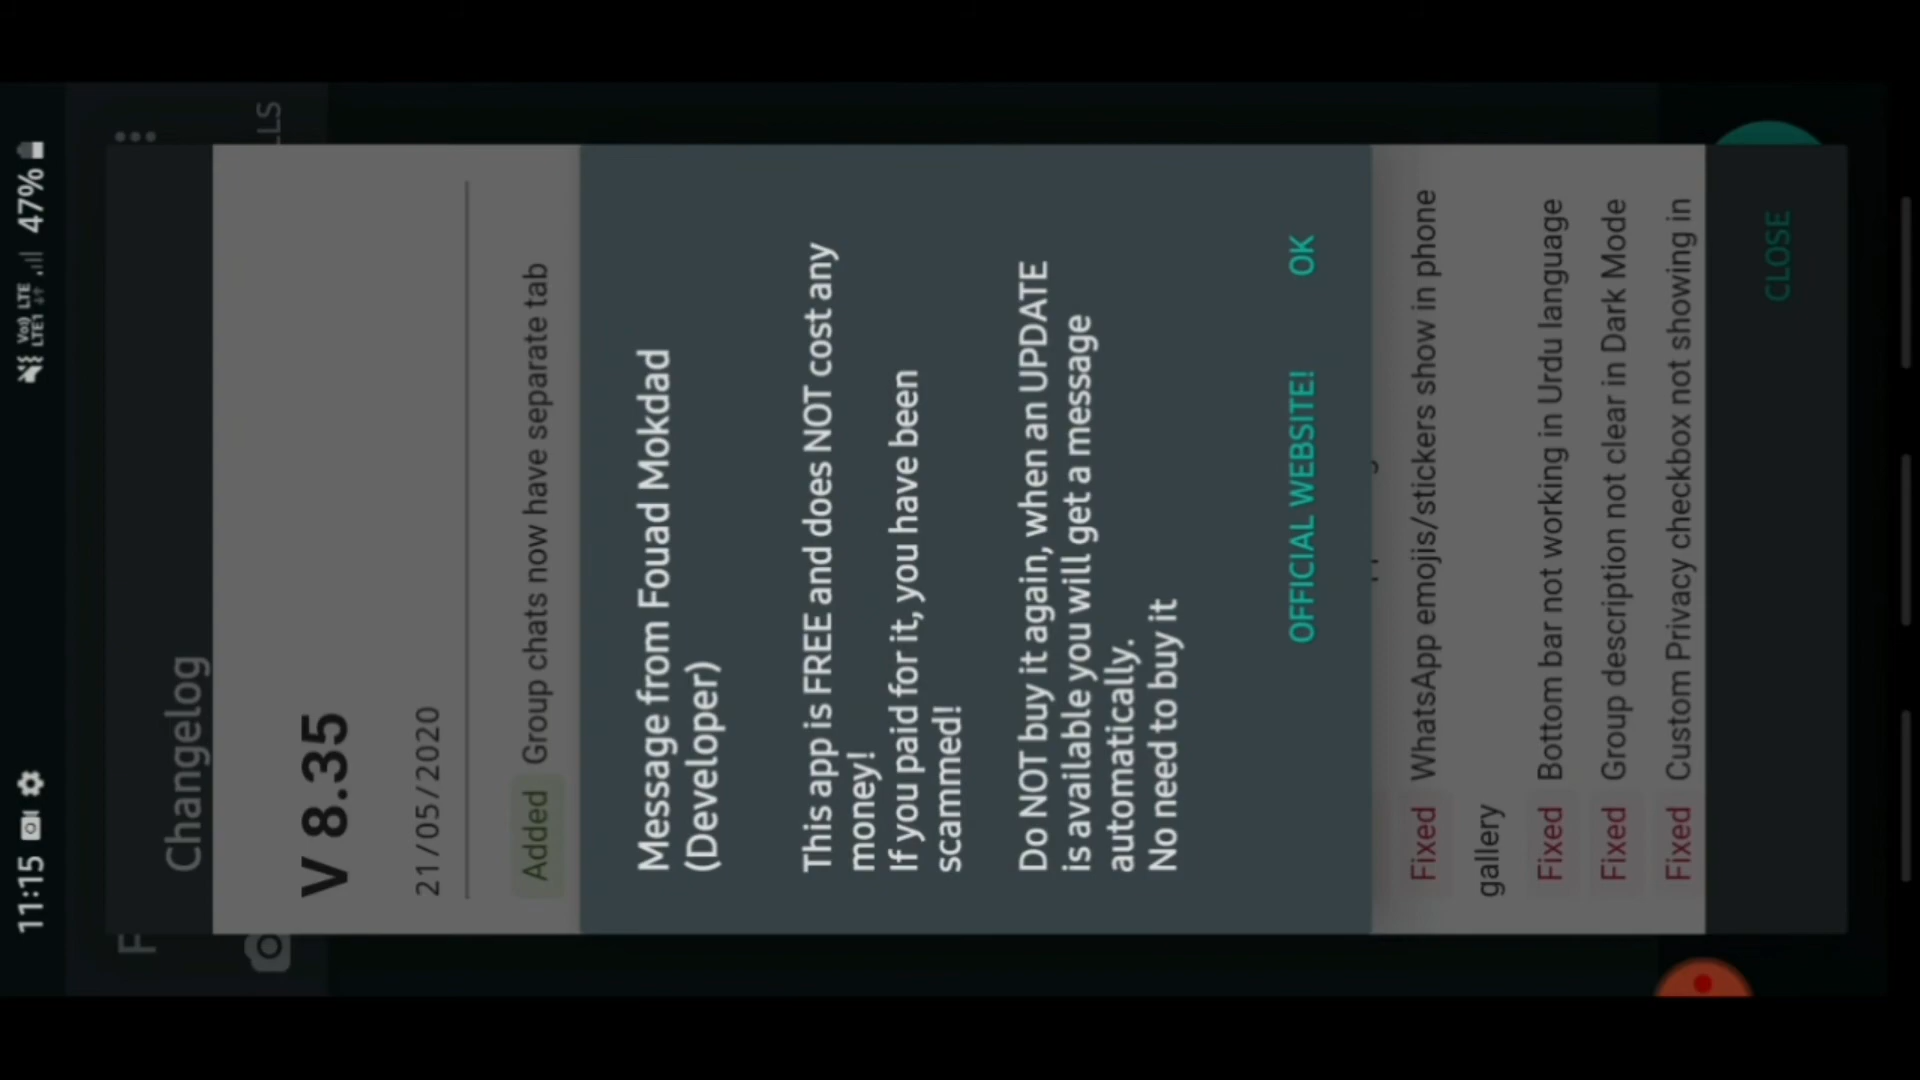 11:15
VoI) LTE
LTE1
47%
F
LLS
Changelog
V 8.35
21/05/2020
Added Group chats now have separate tab
Message from Fouad Mokdad
(Developer)
This app is FREE and does NOT cost any
money!
If you paid for it, you have been
scammed!
Do NOT buy it again, when an UPDATE
is available you will get a message
automatically.
No need to buy it
OFFICIAL WEBSITE! OK
Fixed WhatsApp emojis/stickers show in phone
gallery
Fixed Bottom bar not working in Urdu language
Fixed Group description not clear in Dark Mode
Fixed Custom Privacy checkbox not showing in
CLOSE